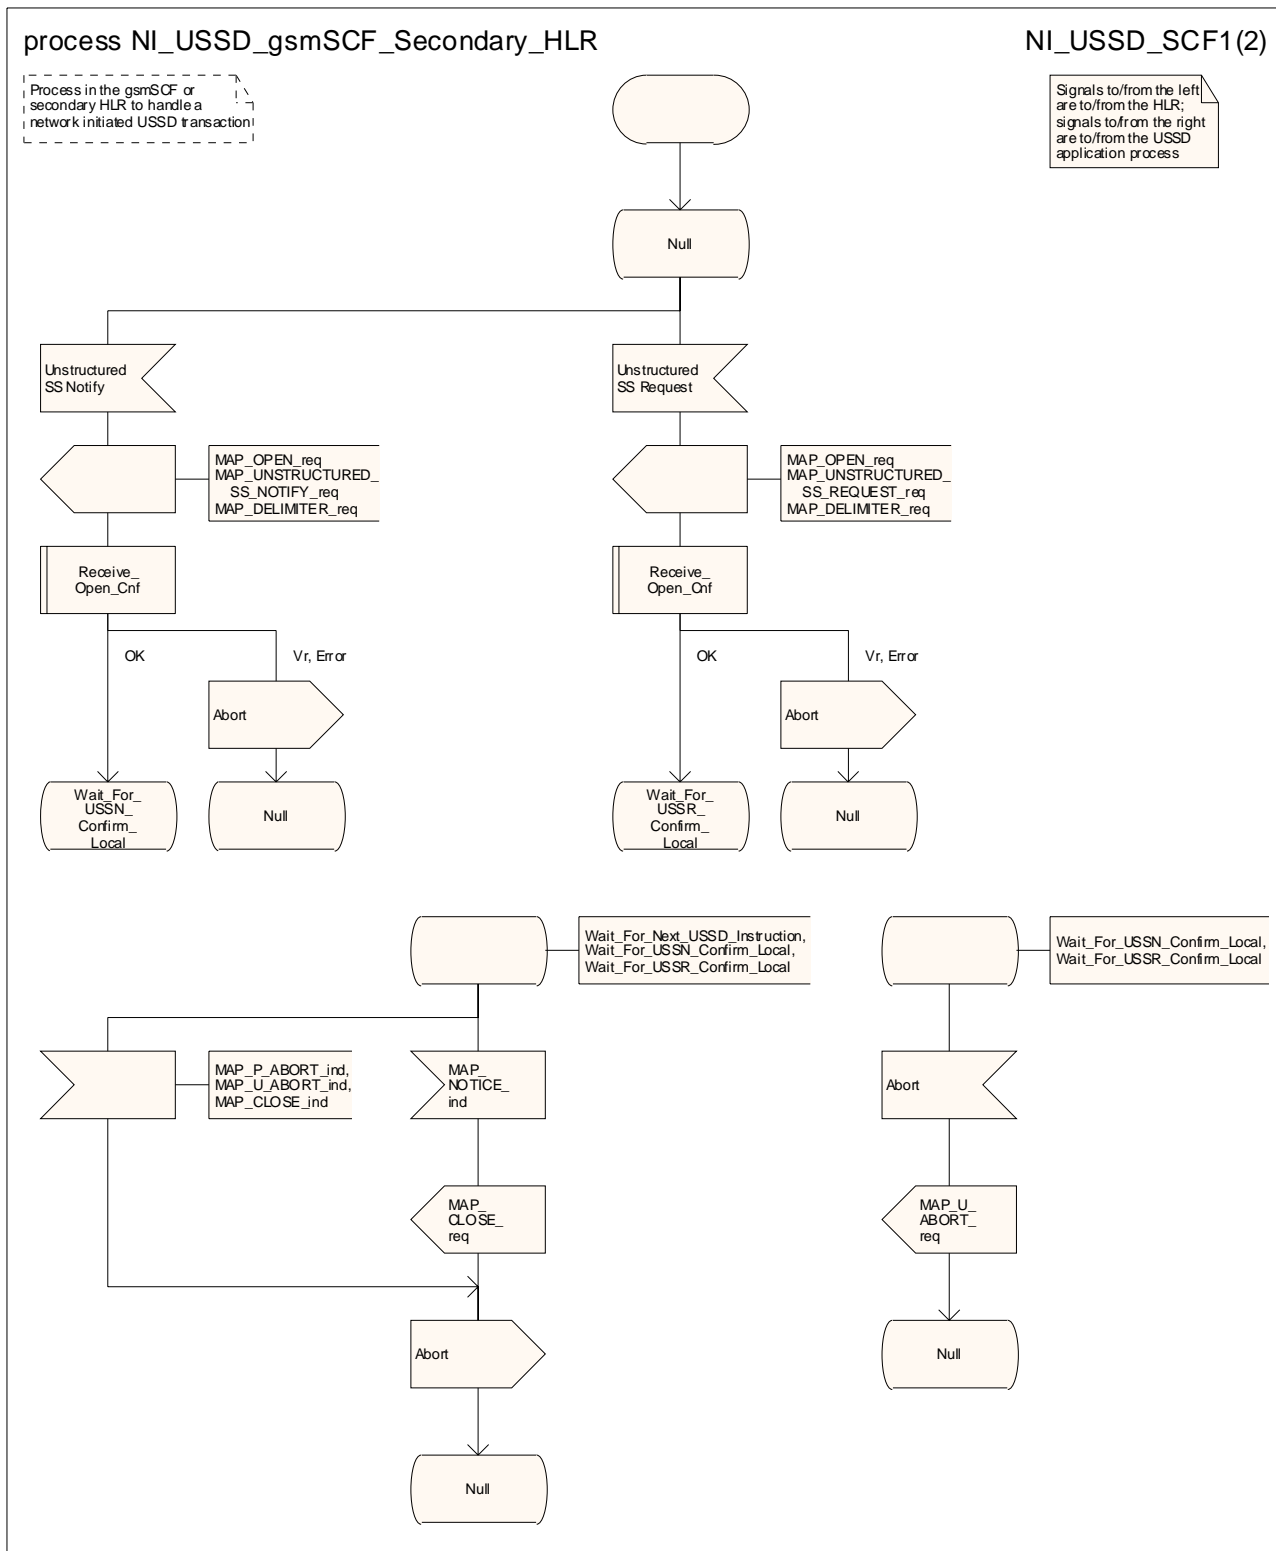 process NI_USSD_gsmSCF_Secondary_HLR
NI_USSD_SCF1(2)
Process in the gsmSCF or
secondary HLR to handle a
network initiated USSD transaction
Signals to/from the left
are to/from the HLR;
signals to/from the right
are to/from the USSD
application process
Null
Unstructured
SS Notify
Unstructured
SS Request
MAP_OPEN_req
MAP_UNSTRUCTURED_
SS_NOTIFY_req
MAP_DELIMITER_req
MAP_OPEN_req
MAP_UNSTRUCTURED_
SS_REQUEST_req
MAP_DELIMITER_req
Receive_
Open_Cnf
Receive_
Open_Cnf
OK
Vr, Error
OK
Vr, Error
Abort
Abort
Wait_For_
USSN_
Confirm_
Local
Null
Wait_For_
USSR_
Confirm_
Local
Null
Wait_For_Next_USSD_Instruction,
Wait_For_USSN_Confirm_Local,
Wait_For_USSR_Confirm_Local
Wait_For_USSN_Confirm_Local,
Wait_For_USSR_Confirm_Local
MAP_P_ABORT_ind,
MAP_U_ABORT_ind,
MAP_CLOSE_ind
MAP_
NOTICE_
ind
Abort
MAP_
CLOSE_
req
MAP_U_
ABORT_
req
Abort
Null
Null